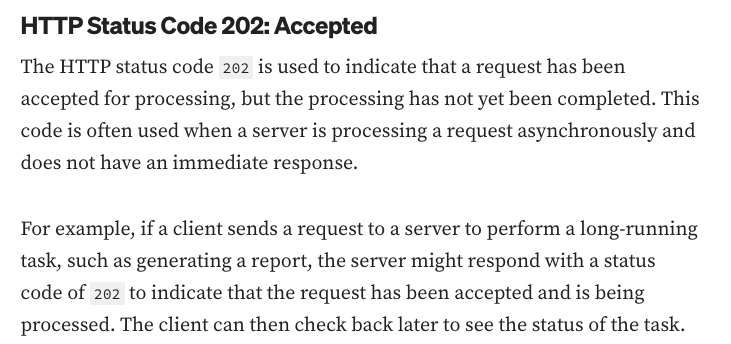 HTTP Status Code 202: Accepted
The HTTP status code 202 is used to indicate that a request has been
accepted for processing, but the processing has not yet been completed. This
code is often used when a server is processing a request asynchronously and
does not have an immediate response.
For example, if a client sends a request to a server to perform a long-running
task, such as generating a report, the server might respond with a status
code of 202 to indicate that the request has been accepted and is being
processed. The client can then check back later to see the status of the task.